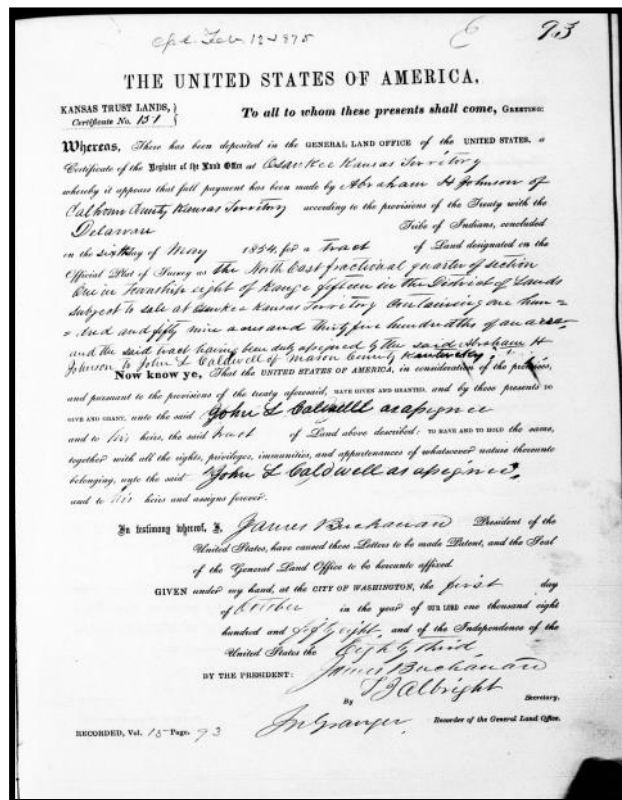 Feb. 12 1875
93
THE UNITED STATES OF AMERICA,
KANSAS TRUST LANDS,
Certificate No. 151
To all to whom these presents shall come, GREETING:
Whereas, There has been deposited in the GENERAL LAND OFFICE of the UNITED STATES, a
Certificate of the Register of the Land Office at Osawkee Kansas Territory
whereby it appears that full payment has been made by Abraham H Johnson of
Calhoun County Kansas Territory according to the provisions of the Treaty with the
Delaware Tribe of Indians, concluded
on the sixth day of May 1854, for a tract of Land designated on the
Official Plat of Survey as the North East fractional quarter of section
One in Township eight of Range fifteen in the District of Lands
subject to sale at Osawkee Kansas Territory Containing one hun=
=dred and fifty nine acres and thirty five hundredths of an acre
and the said tract having been duly assigned by the said Abraham H
Johnson to John L Caldwell of Mason County Kentucky
Now know ye, That the UNITED STATES OF AMERICA, in consideration of the premises,
and pursuant to the provisions of the treaty aforesaid, HAVE GIVEN AND GRANTED, and by these presents DO
GIVE AND GRANT, unto the said John L Caldwell as assignee
and to his heirs, the said tract of Land above described: TO HAVE AND TO HOLD the same,
together with all the rights, privileges, immunities, and appurtenances of whatsoever nature thereunto
belonging, unto the said John L Caldwell as assignee,
and to his heirs and assigns forever.
In testimony whereof, I, James Buchanan President of the
United States, have caused these Letters to be made Patent, and the Seal
of the General Land Office to be hereunto affixed.
GIVEN under my hand, at the CITY OF WASHINGTON, the first day
of October in the year of OUR LORD one thousand eight
hundred and fifty eight, and of the Independence of the
United States the Eighty third
BY THE PRESIDENT: James Buchanan
By T J Albright Secretary.
RECORDED, Vol. 15 Page. 93 Jn Granger Recorder of the General Land Office.